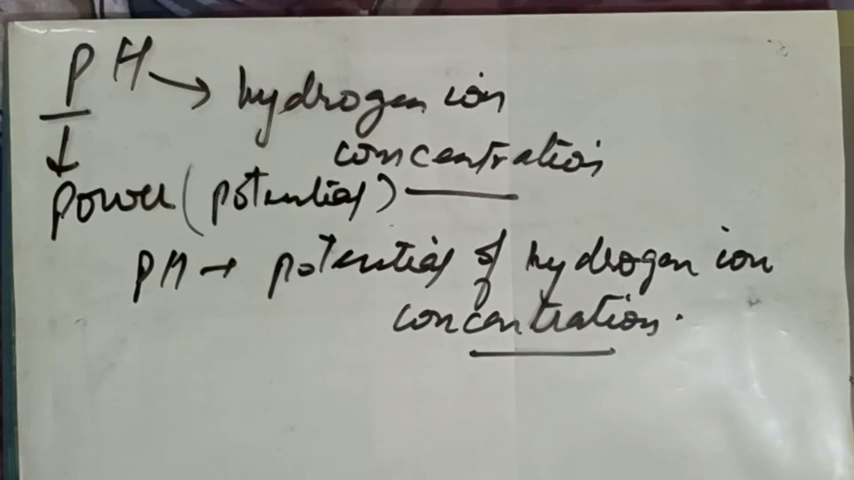 PH → hydrogen ion
concentration
↓
power (potential)
PH → potential of hydrogen ion
concentration.